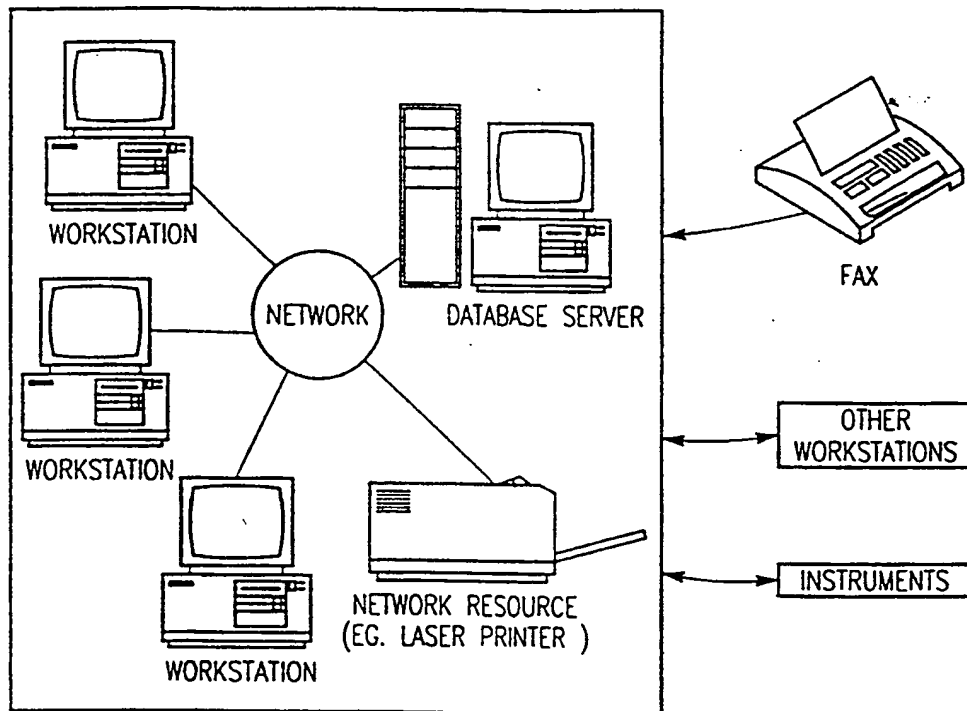 WORKSTATION
NETWORK
DATABASE SERVER
FAX
WORKSTATION
OTHER
WORKSTATIONS
WORKSTATION
NETWORK RESOURCE
(EG. LASER PRINTER )
INSTRUMENTS